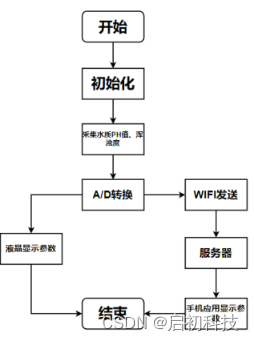 开始
初始化
采集水质PH值、浑
浊度
A/D转换
WIFI发送
液晶显示参数
服务器
结束
手机应用显示参
数
CSDN @启初科技